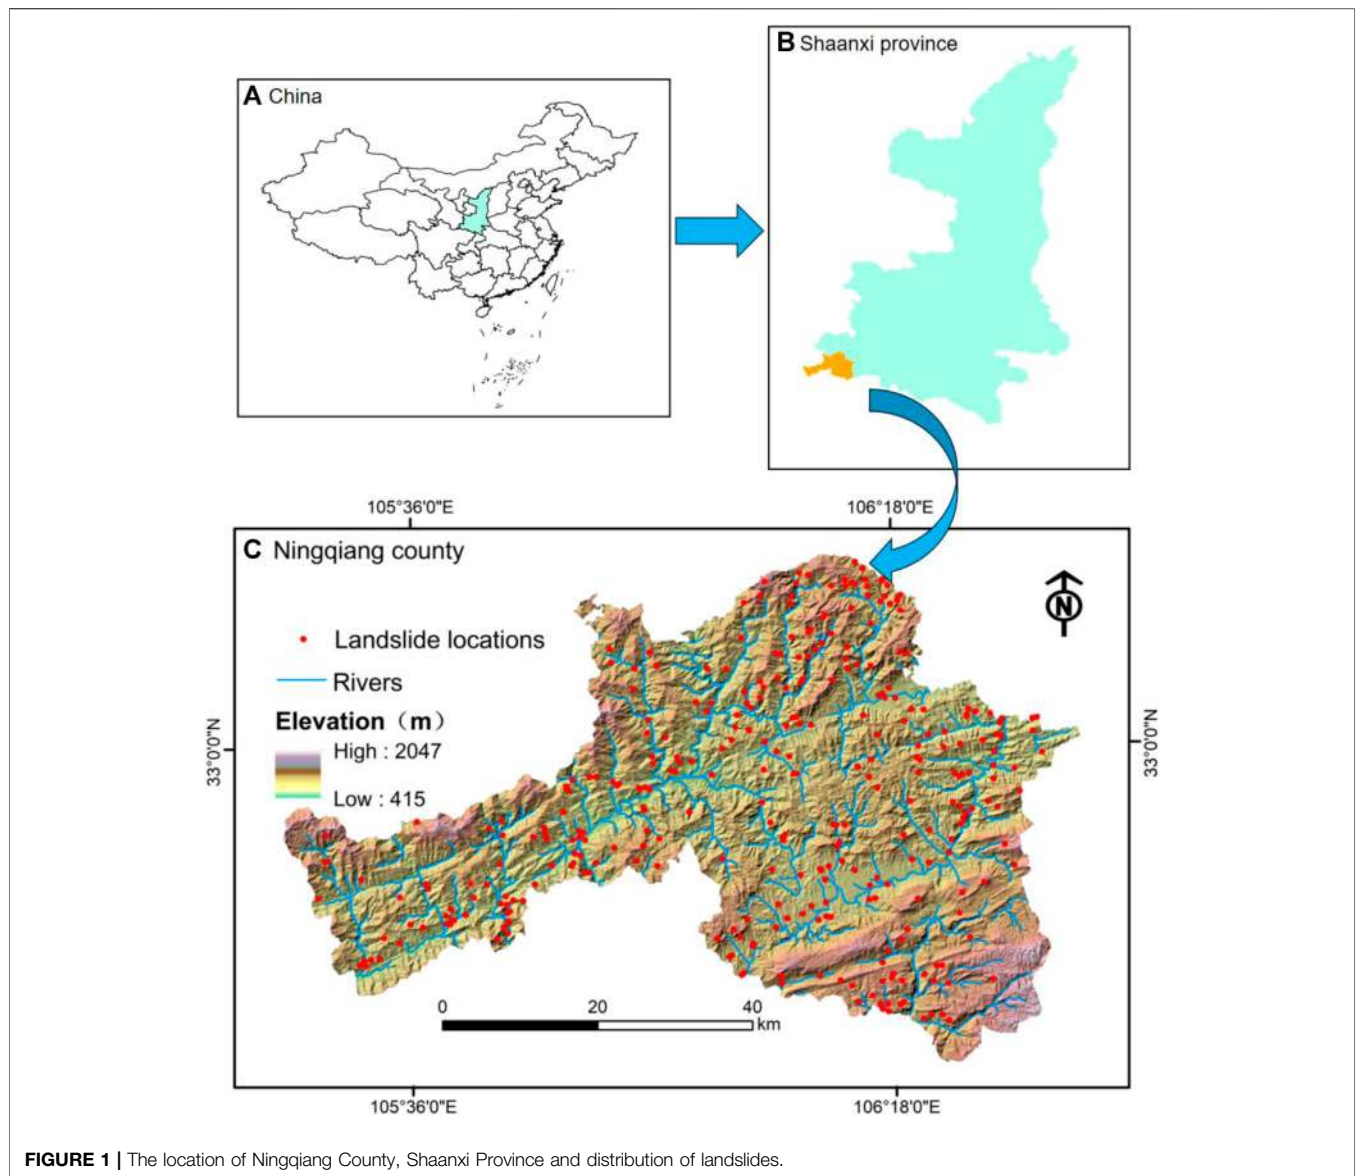 A China
B Shaanxi province
105°36'0"E
106°18'0"E
C Ningqiang county
N
Landslide locations
Rivers
Elevation（m）
High : 2047
Low : 415
33°0'0"N
33°0'0"N
0
20
40
km
105°36'0"E
106°18'0"E
FIGURE 1 | The location of Ningqiang County, Shaanxi Province and distribution of landslides.